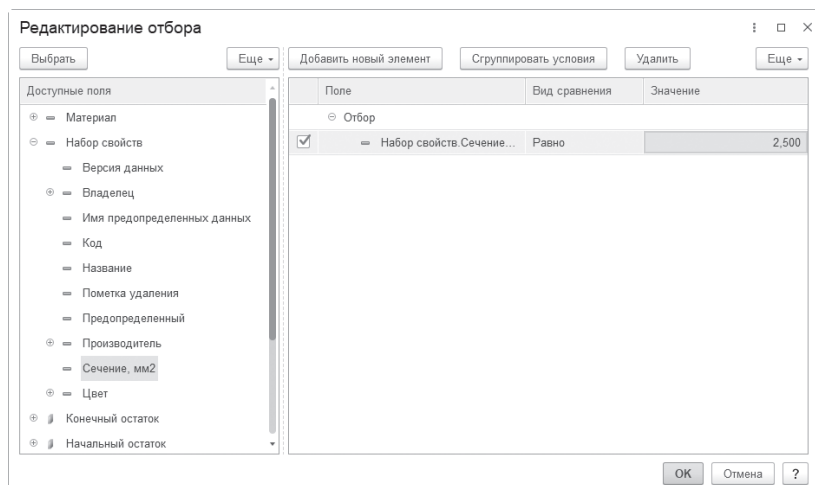 Редактирование отбора
Выбрать
Еще
Добавить новый элемент
Сгруппировать условия
Удалить
Еще
Доступные поля
Материал
Набор свойств
Версия данных
Владелец
Имя предопределенных данных
Код
Название
Пометка удаления
Предопределенный
Производитель
Сечение, мм2
Цвет
Конечный остаток
Начальный остаток
Поле
Вид сравнения
Значение
Отбор
Набор свойств.Сечение...
Равно
2,500
OK
Отмена
?